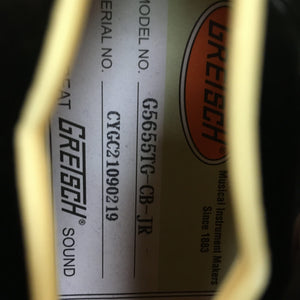 GRETSCH
Musical Instrument Makers
Since 1883
MODEL NO. G5655TG-CB-JR
SERIAL NO. CYGC21090219
GRETSCH® SOUND